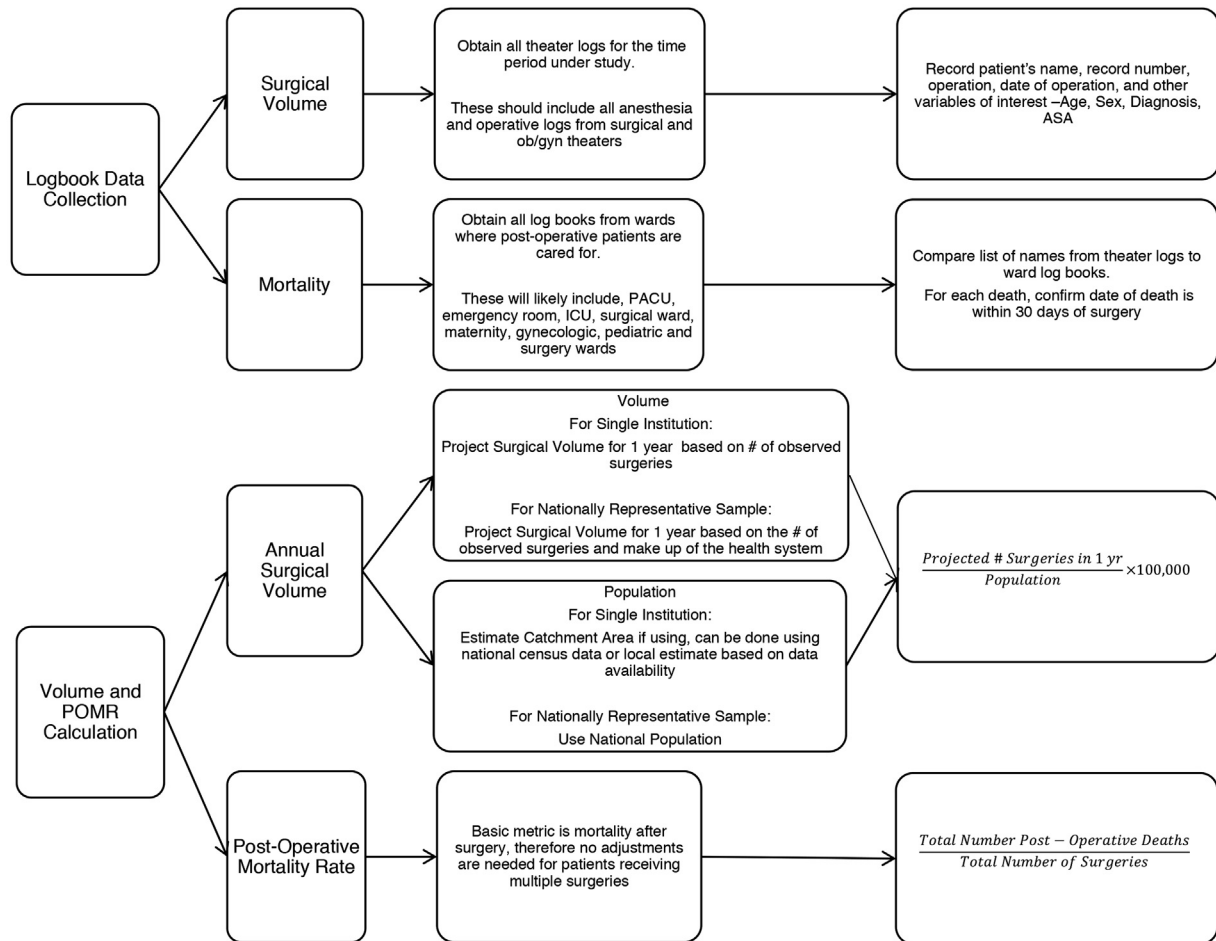 Logbook Data
Collection
Surgical
Volume
Obtain all theater logs for the time
period under study.
These should include all anesthesia
and operative logs from surgical and
ob/gyn theaters
Record patient’s name, record number,
operation, date of operation, and other
variables of interest –Age, Sex, Diagnosis,
ASA
Mortality
Obtain all log books from wards
where post-operative patients are
cared for.
These will likely include, PACU,
emergency room, ICU, surgical ward,
maternity, gynecologic, pediatric and
surgery wards
Compare list of names from theater logs to
ward log books.
For each death, confirm date of death is
within 30 days of surgery
Volume and
POMR
Calculation
Annual
Surgical
Volume
Volume
For Single Institution:
Project Surgical Volume for 1 year based on # of observed
surgeries
For Nationally Representative Sample:
Project Surgical Volume for 1 year based on the # of
observed surgeries and make up of the health system
Population
For Single Institution:
Estimate Catchment Area if using, can be done using
national census data or local estimate based on data
availability
For Nationally Representative Sample:
Use National Population
Projected # Surgeries in 1 yr
Population
×100,000
Post-Operative
Mortality Rate
Basic metric is mortality after
surgery, therefore no adjustments
are needed for patients receiving
multiple surgeries
Total Number Post − Operative Deaths
Total Number of Surgeries